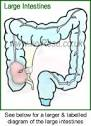 Large Intestines
See below for a larger & labelled
diagram of the large intestines